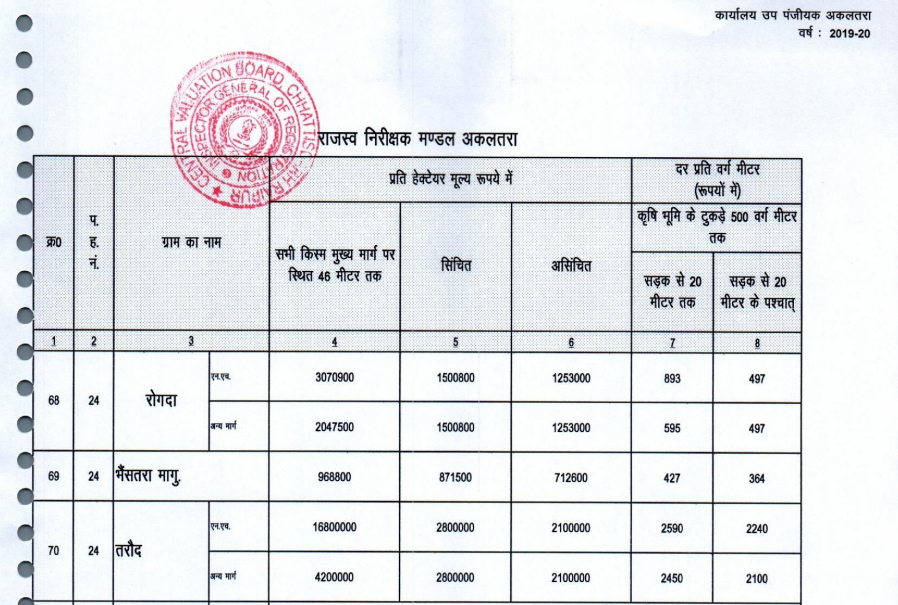 कार्यालय उप पंजीयक अकलतरा
वर्ष : 2019-20
CENTRAL VALUATION BOARD, CHHATTISGARH RAIPUR
INSPECTOR GENERAL OF REGISTRATION
राजस्व निरीक्षक मण्डल अकलतरा
क्र0
प.
ह.
नं.
ग्राम का नाम
प्रति हेक्टेयर मूल्य रूपये में
दर प्रति वर्ग मीटर
(रूपयों में)
सभी किस्म मुख्य मार्ग पर
स्थित 46 मीटर तक
सिंचित
असिंचित
कृषि भूमि के टुकड़े 500 वर्ग मीटर
तक
सड़क से 20
मीटर तक
सड़क से 20
मीटर के पश्चात्
1 2 3 4 5 6 7 8
68 24 रोगदा
एन.एच. 3070900 1500800 1253000 893 497
अन्य मार्ग 2047500 1500800 1253000 595 497
69 24 भैंसतरा मागु. 968800 871500 712600 427 364
70 24 तरौद
एन.एच. 16800000 2800000 2100000 2590 2240
अन्य मार्ग 4200000 2800000 2100000 2450 2100